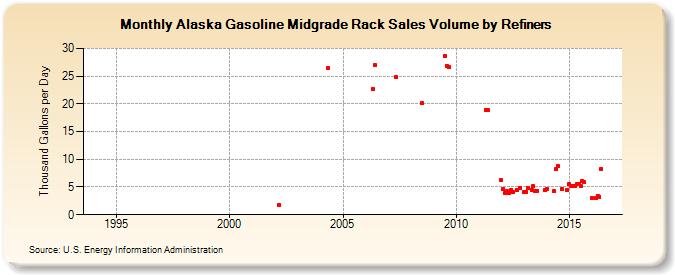 Monthly Alaska Gasoline Midgrade Rack Sales Volume by Refiners
Thousand Gallons per Day
30
25
20
15
10
5
0
1995 2000 2005 2010 2015
Source: U.S. Energy Information Administration